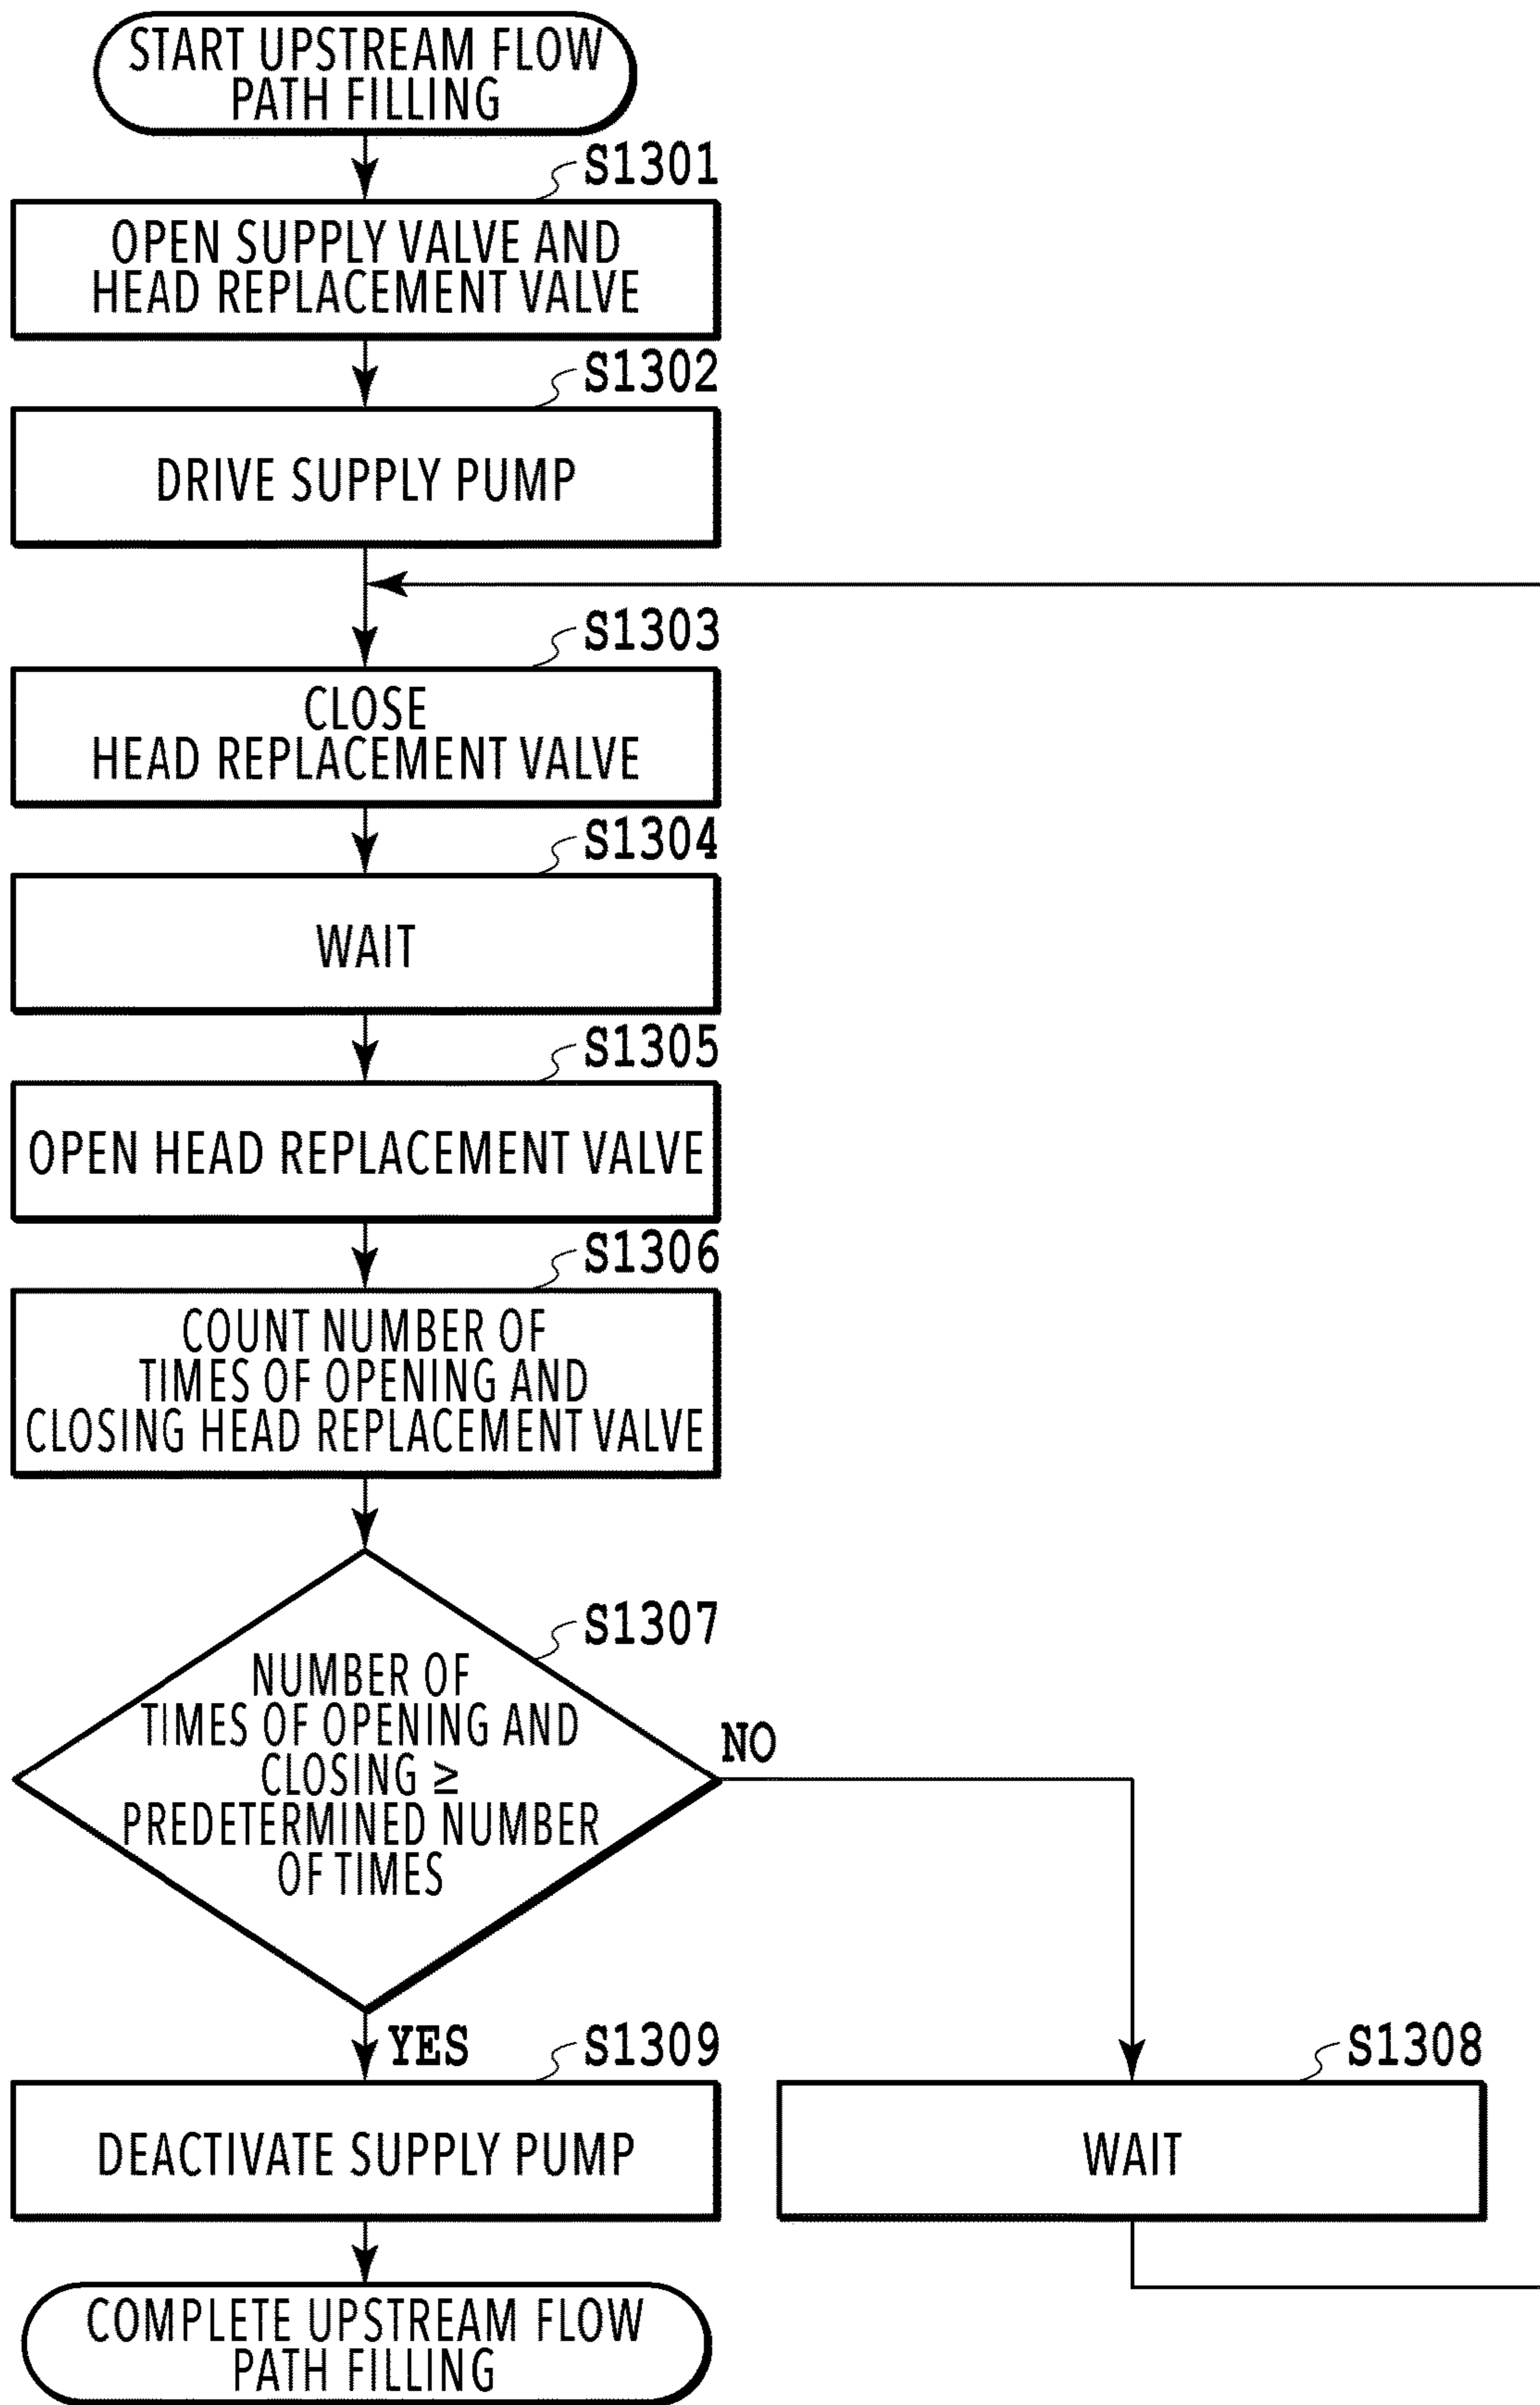 START UPSTREAM FLOW
PATH FILLING
S1301
OPEN SUPPLY VALVE AND
HEAD REPLACEMENT VALVE
S1302
DRIVE SUPPLY PUMP
S1303
CLOSE
HEAD REPLACEMENT VALVE
S1304
WAIT
S1305
OPEN HEAD REPLACEMENT VALVE
S1306
COUNT NUMBER OF
TIMES OF OPENING AND
CLOSING HEAD REPLACEMENT VALVE
S1307
NUMBER OF
TIMES OF OPENING AND
CLOSING ≥
PREDETERMINED NUMBER
OF TIMES
NO
YES
S1309
DEACTIVATE SUPPLY PUMP
S1308
WAIT
COMPLETE UPSTREAM FLOW
PATH FILLING